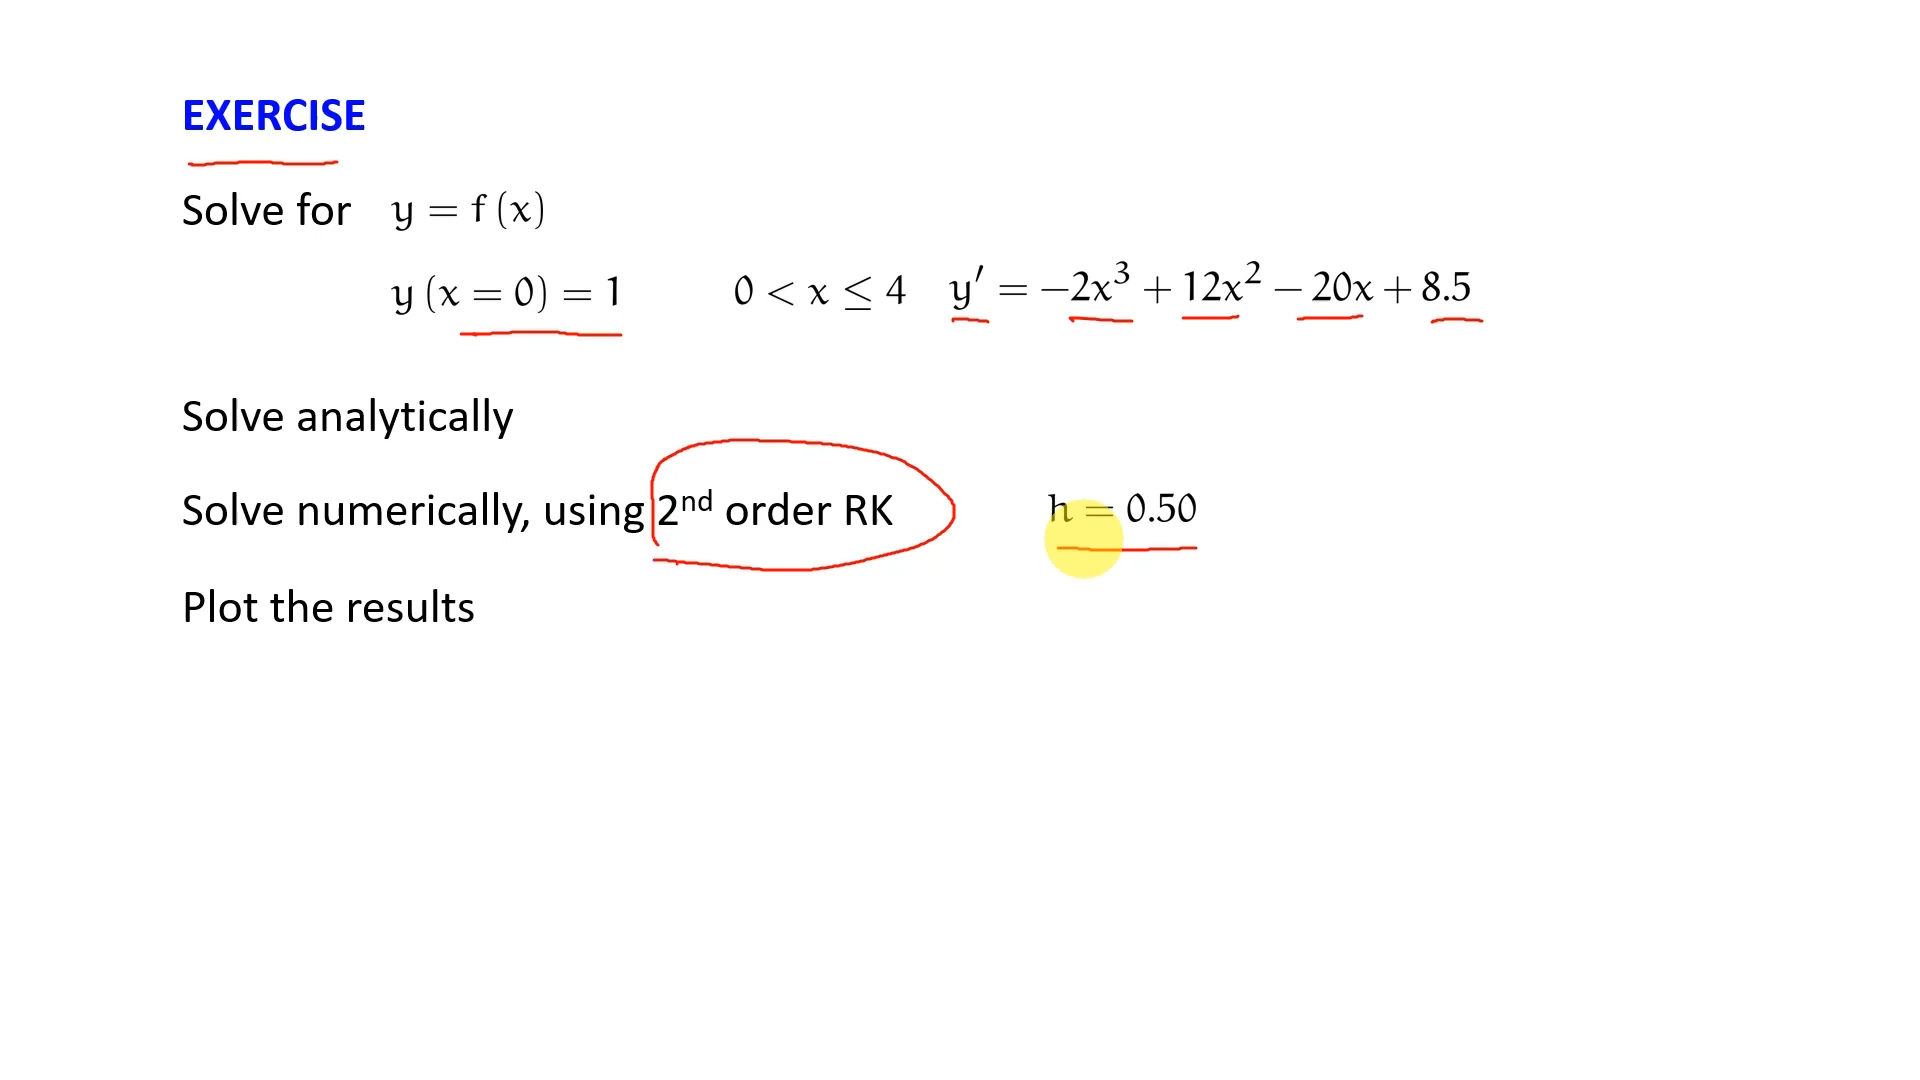 EXERCISE
Solve for y = f (x)
y (x = 0) = 1 0 < x ≤ 4 y′ = −2x³ + 12x² − 20x + 8.5
Solve analytically
Solve numerically, using 2nd order RK h = 0.50
Plot the results